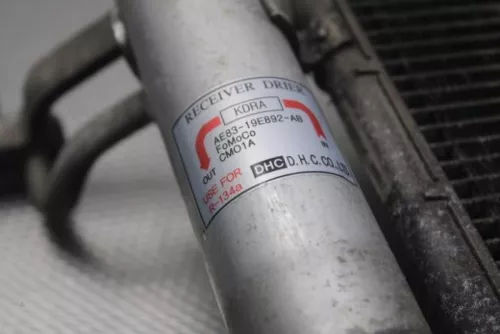 RECEIVER DRIER
KDRA
AE83-19E892-AB
FoMoCo
CM01A
OUT
IN
USE FOR
R-134a
DHC D.H.C.CO.,LTD.